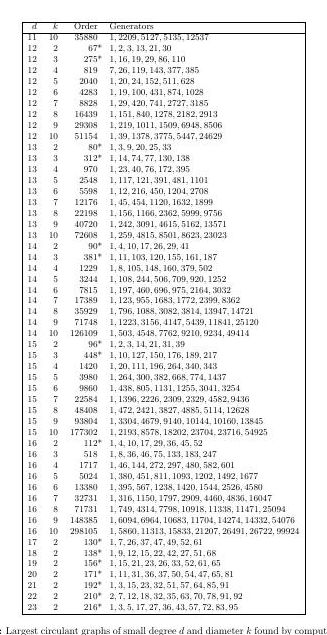 d k Order Generators
11 10 35880 1, 2209, 5127, 5135, 12537
12 2 67* 1, 2, 3, 13, 21, 30
12 3 275* 1, 16, 19, 29, 86, 110
12 4 819 7, 26, 119, 143, 377, 385
12 5 2040 1, 20, 24, 152, 511, 628
12 6 4283 1, 19, 100, 431, 874, 1028
12 7 8828 1, 29, 420, 741, 2727, 3185
12 8 16439 1, 151, 840, 1278, 2182, 2913
12 9 29308 1, 219, 1011, 1509, 6948, 8506
12 10 51154 1, 39, 1378, 3775, 5447, 24629
13 2 80* 1, 3, 9, 20, 25, 33
13 3 312* 1, 14, 74, 77, 130, 138
13 4 970 1, 23, 40, 76, 172, 395
13 5 2548 1, 117, 121, 391, 481, 1101
13 6 5598 1, 12, 216, 450, 1204, 2708
13 7 12176 1, 45, 454, 1120, 1632, 1899
13 8 22198 1, 156, 1166, 2362, 5999, 9756
13 9 40720 1, 242, 3091, 4615, 5162, 13571
13 10 72608 1, 259, 4815, 8501, 8623, 23023
14 2 90* 1, 4, 10, 17, 26, 29, 41
14 3 381* 1, 11, 103, 120, 155, 161, 187
14 4 1229 1, 8, 105, 148, 160, 379, 502
14 5 3244 1, 108, 244, 506, 709, 920, 1252
14 6 7815 1, 197, 460, 696, 975, 2164, 3032
14 7 17389 1, 123, 955, 1683, 1772, 2399, 8362
14 8 35929 1, 796, 1088, 3082, 3814, 13947, 14721
14 9 71748 1, 1223, 3156, 4147, 5439, 11841, 25120
14 10 126109 1, 503, 4548, 7762, 9210, 9234, 49414
15 2 96* 1, 2, 3, 14, 21, 31, 39
15 3 448* 1, 10, 127, 150, 176, 189, 217
15 4 1420 1, 20, 111, 196, 264, 340, 343
15 5 3980 1, 264, 300, 382, 668, 774, 1437
15 6 9860 1, 438, 805, 1131, 1255, 3041, 3254
15 7 22584 1, 1396, 2226, 2309, 2329, 4582, 9436
15 8 48408 1, 472, 2421, 3827, 4885, 5114, 12628
15 9 93804 1, 3304, 4679, 9140, 10144, 10160, 13845
15 10 177302 1, 2193, 8578, 18202, 23704, 23716, 54925
16 2 112* 1, 4, 10, 17, 29, 36, 45, 52
16 3 518 1, 8, 36, 46, 75, 133, 183, 247
16 4 1717 1, 46, 144, 272, 297, 480, 582, 601
16 5 5024 1, 380, 451, 811, 1093, 1202, 1492, 1677
16 6 13380 1, 395, 567, 1238, 1420, 1544, 2526, 4580
16 7 32731 1, 316, 1150, 1797, 2909, 4460, 4836, 16047
16 8 71731 1, 749, 4314, 7798, 10918, 11338, 11471, 25094
16 9 148385 1, 6094, 6964, 10683, 11704, 14274, 14332, 54076
16 10 298105 1, 5860, 11313, 15833, 21207, 26491, 26722, 99924
17 2 130* 1, 7, 26, 37, 47, 49, 52, 61
18 2 138* 1, 9, 12, 15, 22, 42, 27, 51, 68
19 2 156* 1, 15, 21, 23, 26, 33, 52, 61, 65
20 2 171* 1, 11, 31, 36, 37, 50, 54, 47, 65, 81
21 2 192* 1, 3, 15, 23, 32, 51, 57, 64, 85, 91
22 2 210* 2, 7, 12, 18, 32, 35, 63, 70, 78, 91, 92
23 2 216* 1, 3, 5, 17, 27, 36, 43, 57, 72, 83, 95
: Largest circulant graphs of small degree d and diameter k found by comput